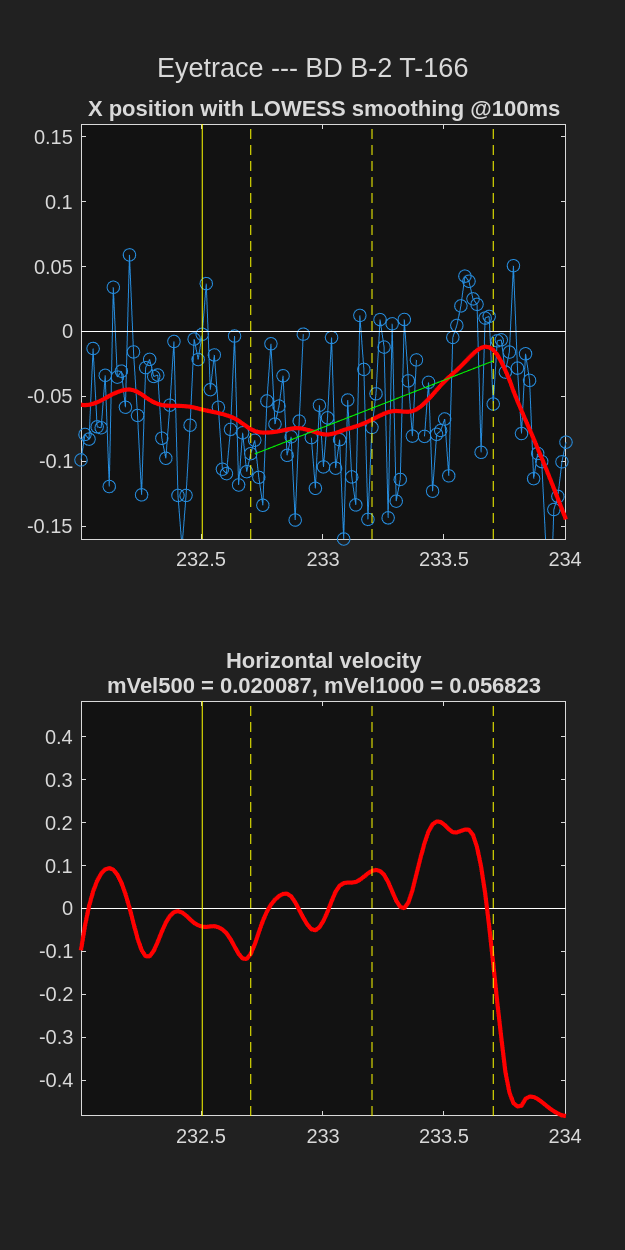 Eyetrace --- BD B-2 T-166
X position with LOWESS smoothing @100ms
0.15
0.1
0.05
0
-0.05
-0.1
-0.15
232.5 233 233.5 234
Horizontal velocity
mVel500 = 0.020087, mVel1000 = 0.056823
0.4
0.3
0.2
0.1
0
-0.1
-0.2
-0.3
-0.4
232.5 233 233.5 234